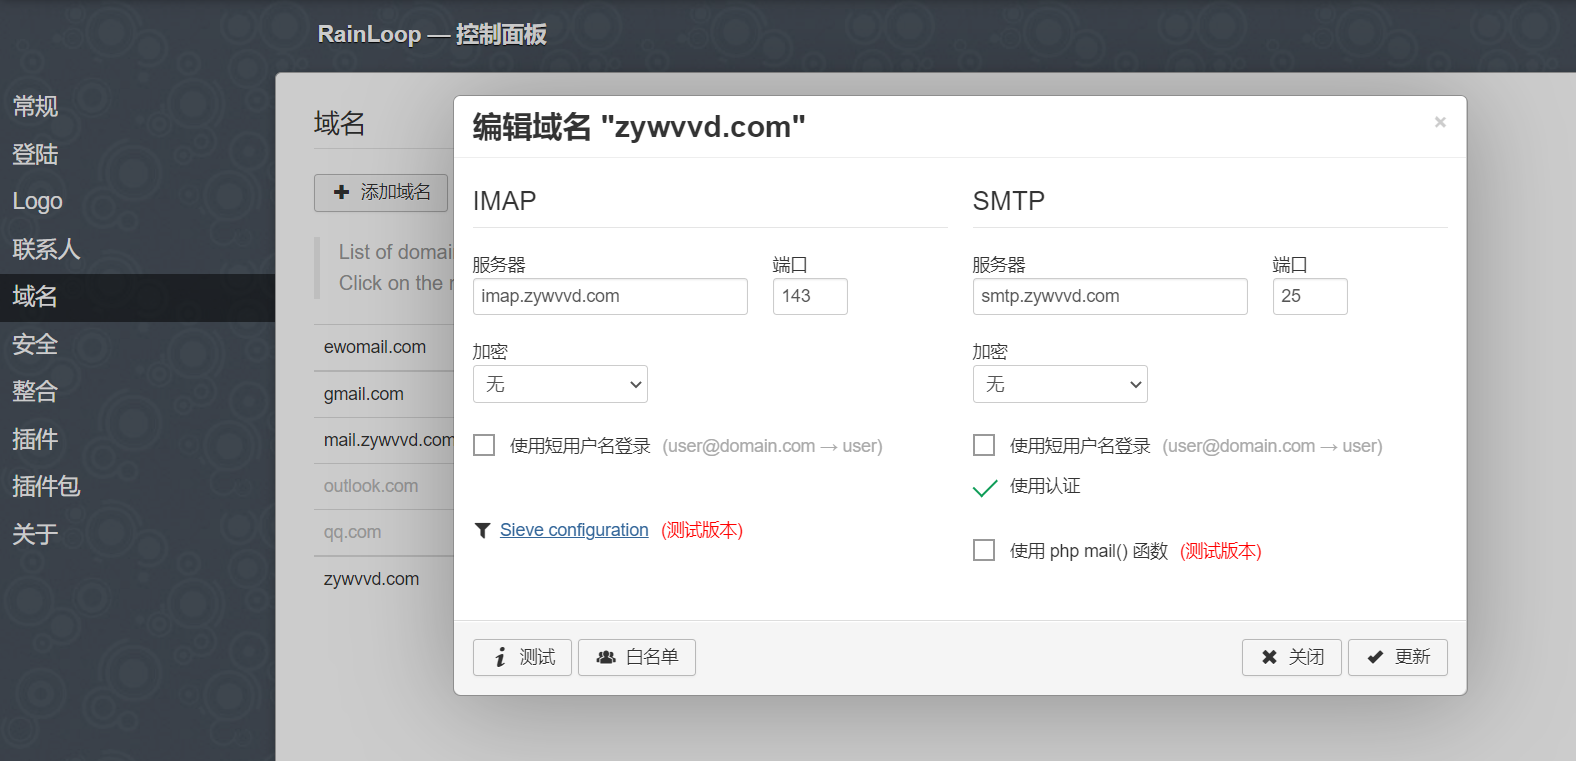 RainLoop — 控制面板
常规
登陆
Logo
联系人
域名
安全
整合
插件
插件包
关于
域名
添加域名
List of domai
Click on the r
ewomail.com
gmail.com
mail.zywvvd.com
outlook.com
qq.com
zywvvd.com
编辑域名 "zywvvd.com"
×
IMAP
服务器 端口
imap.zywvvd.com 143
加密
无
使用短用户名登录 (user@domain.com → user)
Sieve configuration (测试版本)
SMTP
服务器 端口
smtp.zywvvd.com 25
加密
无
使用短用户名登录 (user@domain.com → user)
使用认证
使用 php mail() 函数 (测试版本)
测试 白名单 关闭 更新